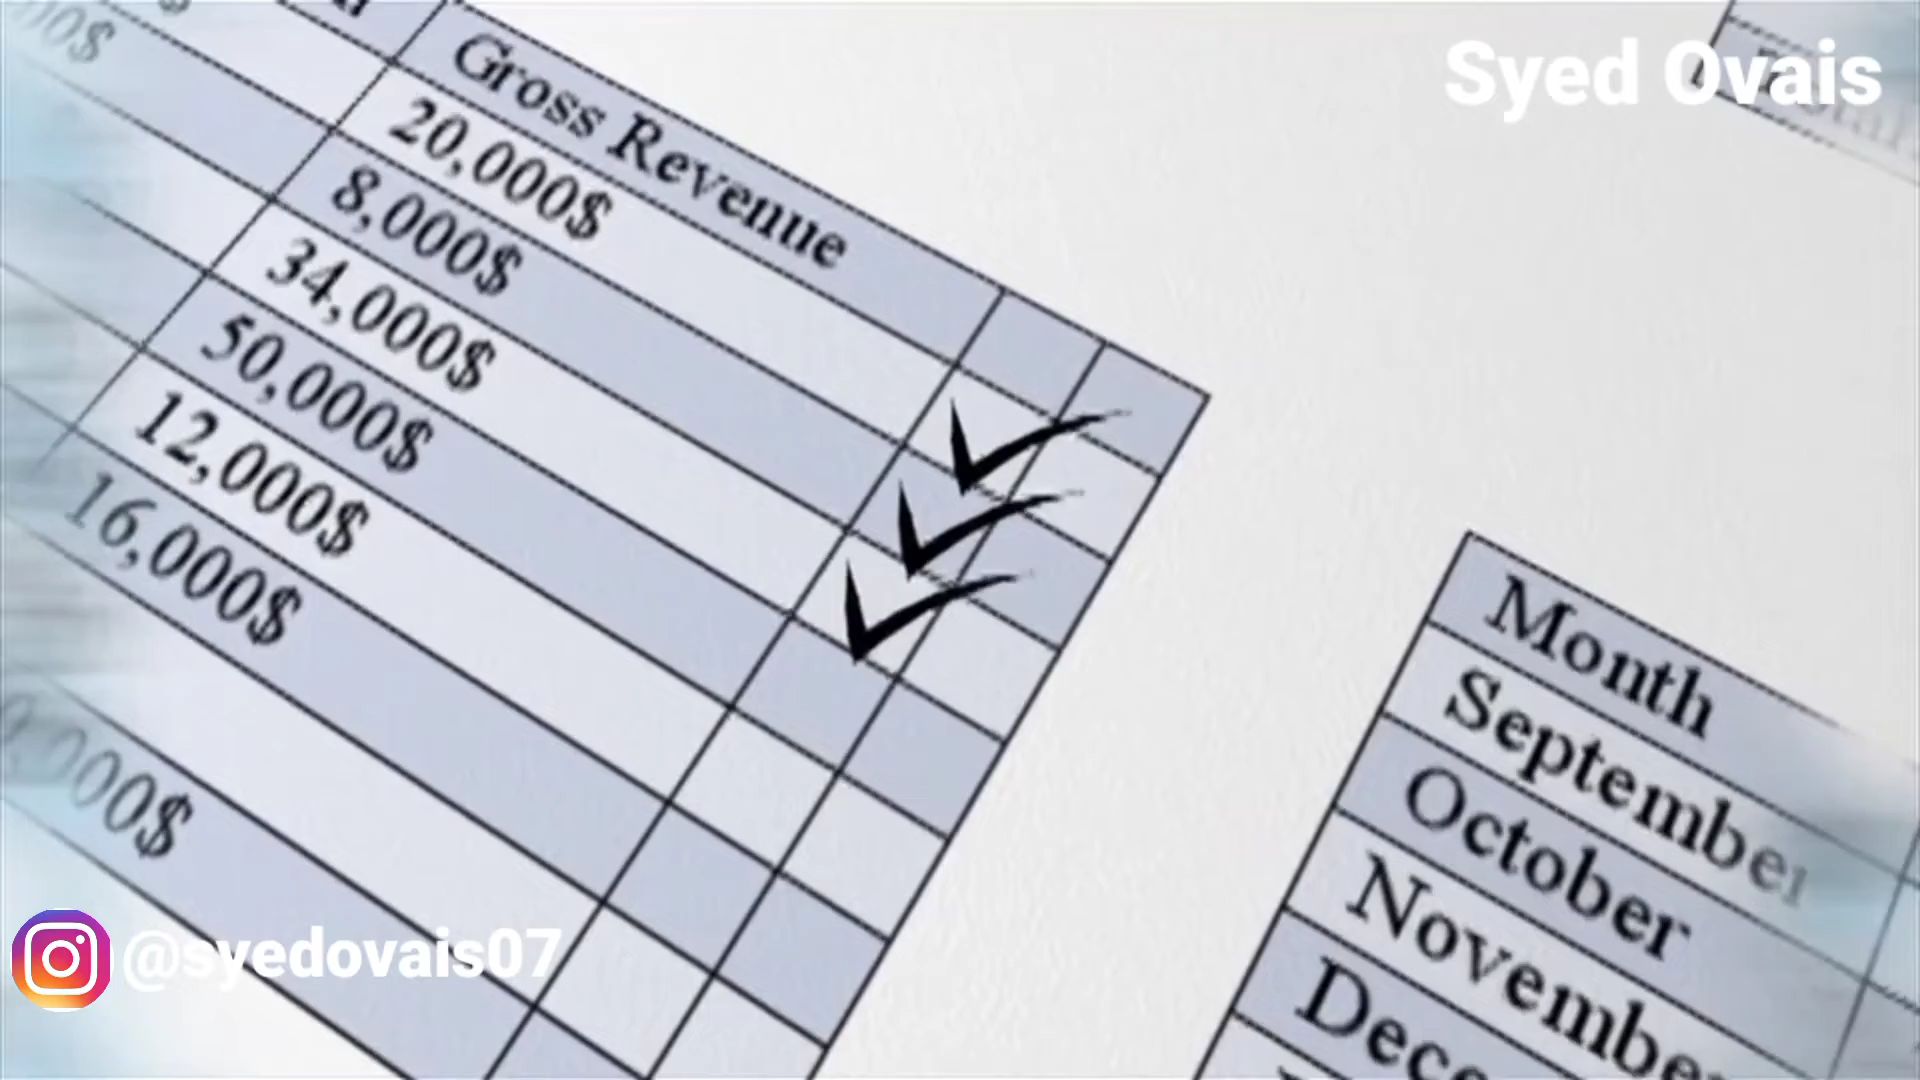 Syed Ovais
Gross Revenue
20,000$
8,000$
34,000$
50,000$
12,000$
16,000$
Month
September
October
November
@syedovais07